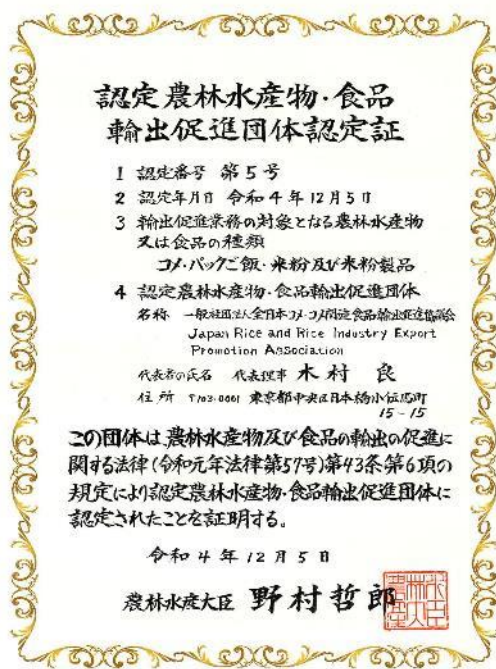 認定農林水産物・食品
輸出促進団体認定証
1 認定番号 第5号
2 認定年月日 令和4年12月5日
3 輸出促進業務の対象となる農林水産物
又は食品の種類
コメ・パックご飯・米粉及び米粉製品
4 認定農林水産物・食品輸出促進団体
名称 一般社団法人全日本コメ・コメ関連食品輸出促進協議会
Japan Rice and Rice Industry Export
Promotion Association
代表者の氏名 代表理事 木村 良
住所 〒103-0001 東京都中央区日本橋小伝馬町
15-15
この団体は、農林水産物及び食品の輸出の促進に
関する法律(令和元年法律第57号)第43条第6項の
規定により認定農林水産物・食品輸出促進団体に
認定されたことを証明する。
令和4年12月5日
農林水産大臣 野村哲郎